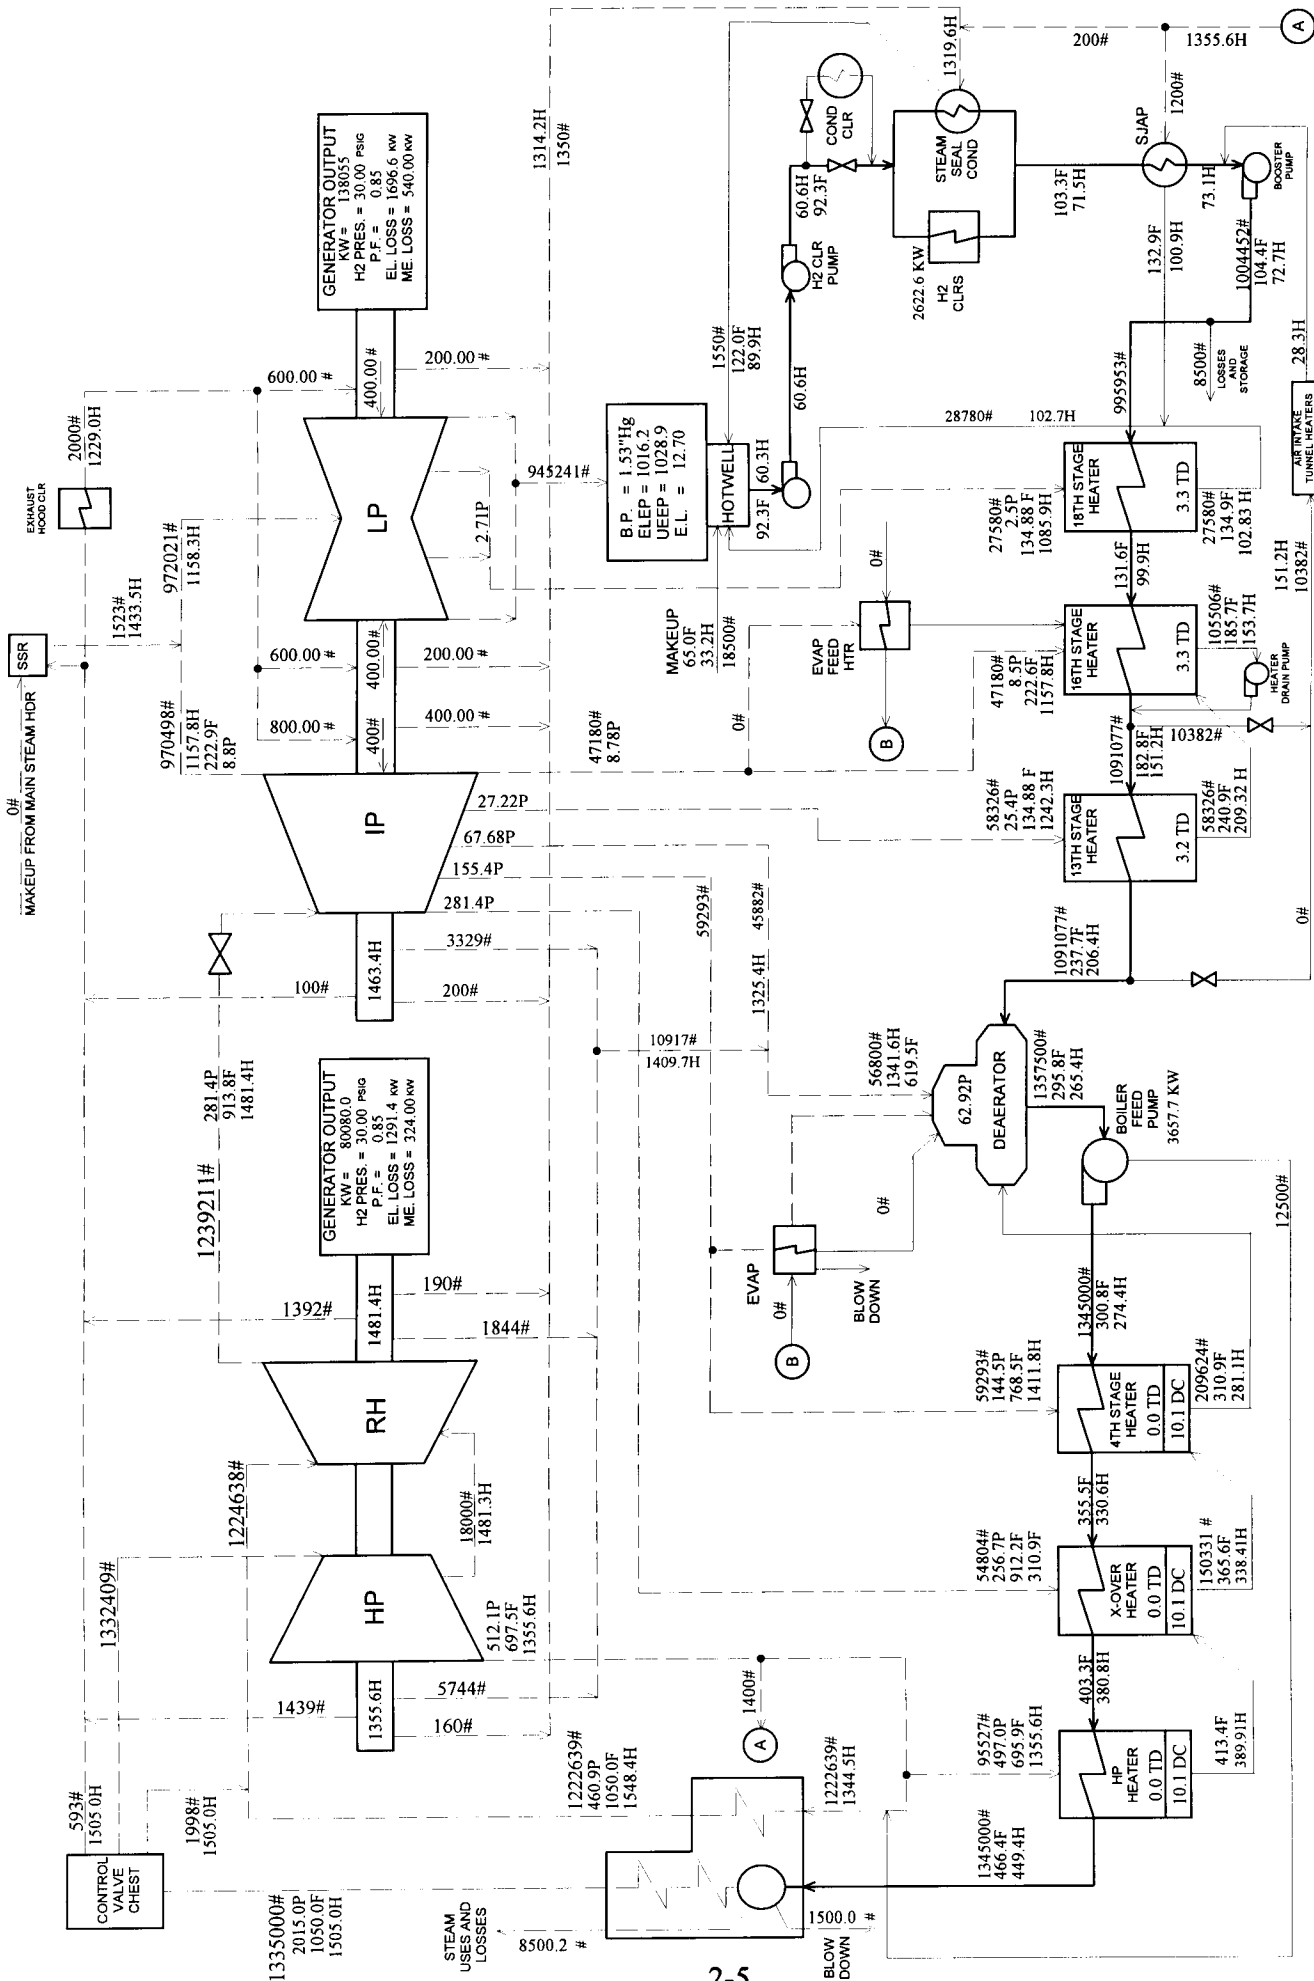 MAKEUP FROM MAIN STEAM HDR
0#
SSR
1523#
1433.5H
EXHAUST
HOOD CLR
2000#
1229.0H
593#
1505.0H
CONTROL
VALVE
CHEST
1998#
1505.0H
1335000#
2015.0P
1050.0F
1505.0H
1332409#
1224638#
1439#
1355.6H
5744#
160#
HP
512.1P
697.5F
1355.6H
18000#
1481.3H
RH
1392#
1481.4H
1844#
190#
GENERATOR OUTPUT
KW = 80080.0
H2 PRES. = 30.00 PSIG
P.F. = 0.85
EL. LOSS = 1291.4 KW
ME. LOSS = 324.00 KW
1239211#
281.4P
913.8F
1481.4H
100#
1463.4H
200#
3329#
IP
281.4P
155.4P
67.68P
27.22P
47180#
8.78P
970498#
1157.8H
222.9F
8.8P
972021#
1158.3H
800.00 #
400#
400.00 #
600.00 #
400.00#
200.00 #
LP
2.71P
600.00 #
400.00#
200.00 #
945241#
GENERATOR OUTPUT
KW = 138055
H2 PRES. = 30.00 PSIG
P.F. = 0.85
EL. LOSS = 1696.6 KW
ME. LOSS = 540.00 KW
1314.2H
1350#
10917#
1409.7H
59293#
45882#
1325.4H
1400#
A
1222639#
460.9P
1050.0F
1548.4H
1222639#
1344.5H
STEAM
USES AND
LOSSES
8500.2 #
1500.0 #
BLOW
DOWN
2-5
1345000#
466.4F
449.4H
95527#
497.0P
695.9F
1355.6H
HP
HEATER
0.0 TD
10.1 DC
413.4F
389.91H
403.3F
380.8H
54804#
256.7P
912.2F
310.9F
X-OVER
HEATER
0.0 TD
10.1 DC
150331 #
365.6F
338.41H
355.5F
330.6H
59293#
144.5P
768.5F
1411.8H
4TH STAGE
HEATER
0.0 TD
10.1 DC
209624#
310.9F
281.1H
1345000#
300.8F
274.4H
B
0#
EVAP
BLOW
DOWN
0#
BOILER
FEED
PUMP
3657.7 KW
12500#
1357500#
295.8F
265.4H
56800#
1341.6H
619.5F
62.92P
DEAERATOR
1091077#
237.7F
206.4H
0#
58326#
25.4P
134.88 F
1242.3H
13TH STAGE
HEATER
3.2 TD
58326#
240.9F
209.32 H
1091077#
182.8F
151.2H
10382#
HEATER
DRAIN PUMP
0#
EVAP
FEED
HTR
0#
B
47180#
8.5P
222.6F
1157.8H
16TH STAGE
HEATER
3.3 TD
105506#
185.7F
153.7H
131.6F
99.9H
27580#
2.5P
134.88 F
1085.9H
18TH STAGE
HEATER
3.3 TD
27580#
134.9F
102.83 H
28780#
102.7H
151.2H
10382#
AIR INTAKE
TUNNEL HEATERS
28.3H
995953#
8500#
LOSSES
AND
STORAGE
1004452#
104.4F
72.7H
BOOSTER
PUMP
73.1H
SJAP
132.9F
100.9H
1200#
103.3F
71.5H
STEAM
SEAL
COND
2622.6 KW
H2
CLRS
1319.6H
200#
1355.6H
A
COND
CLR
60.6H
92.3F
H2 CLR
PUMP
60.6H
1550#
122.0F
89.9H
B.P. = 1.53"Hg
ELEP = 1016.2
UEEP = 1028.9
E.L. = 12.70
HOTWELL
92.3F
60.3H
MAKEUP
65.0F
33.2H
18500#